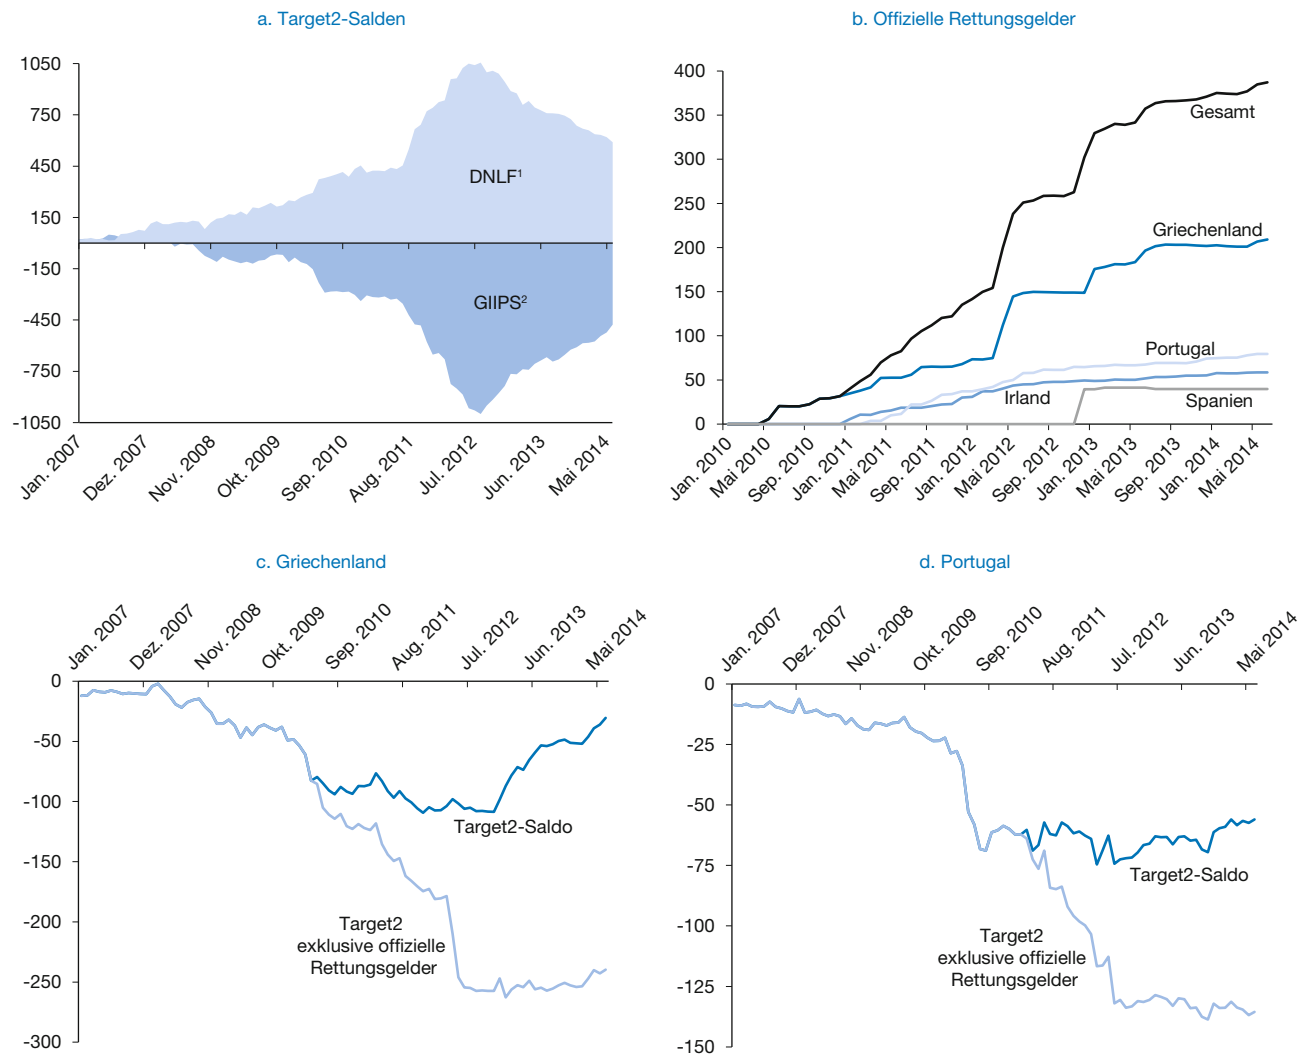 a. Target2-Salden
1050
750
450
150
-150
-450
-750
-1050
DNLF¹
GIIPS²
Jan. 2007
Dez. 2007
Nov. 2008
Okt. 2009
Sep. 2010
Aug. 2011
Jul. 2012
Jun. 2013
Mai 2014
b. Offizielle Rettungsgelder
400
350
300
250
200
150
100
50
0
Gesamt
Griechenland
Portugal
Irland
Spanien
Jan. 2010
Mai 2010
Sep. 2010
Jan. 2011
Mai 2011
Sep. 2011
Jan. 2012
Mai 2012
Sep. 2012
Jan. 2013
Mai 2013
Sep. 2013
Jan. 2014
Mai 2014
c. Griechenland
Jan. 2007
Dez. 2007
Nov. 2008
Okt. 2009
Sep. 2010
Aug. 2011
Jul. 2012
Jun. 2013
Mai 2014
0
-50
-100
-150
-200
-250
-300
Target2-Saldo
Target2
exklusive offizielle
Rettungsgelder
d. Portugal
Jan. 2007
Dez. 2007
Nov. 2008
Okt. 2009
Sep. 2010
Aug. 2011
Jul. 2012
Jun. 2013
Mai 2014
0
-25
-50
-75
-100
-125
-150
Target2-Saldo
Target2
exklusive offizielle
Rettungsgelder